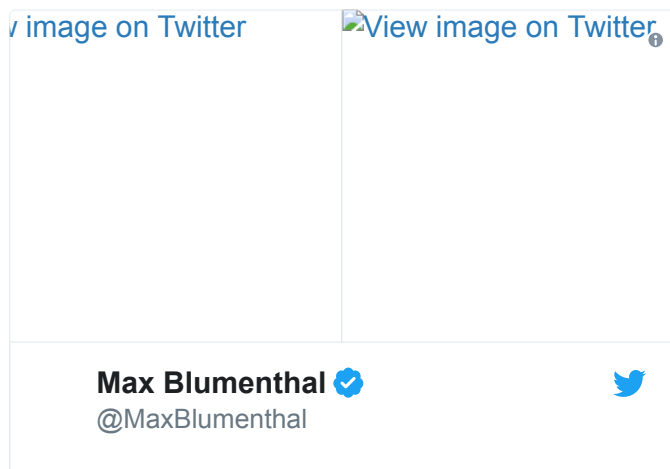 w image on Twitter
View image on Twitter
Max Blumenthal
@MaxBlumenthal